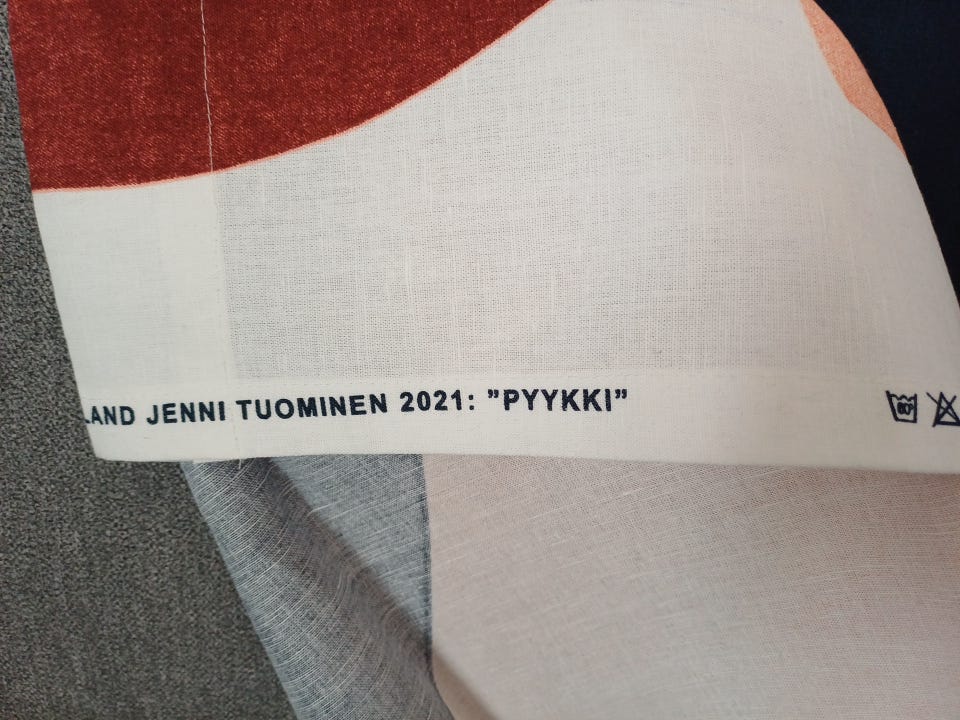 LAND JENNI TUOMINEN 2021: ”PYYKKI”